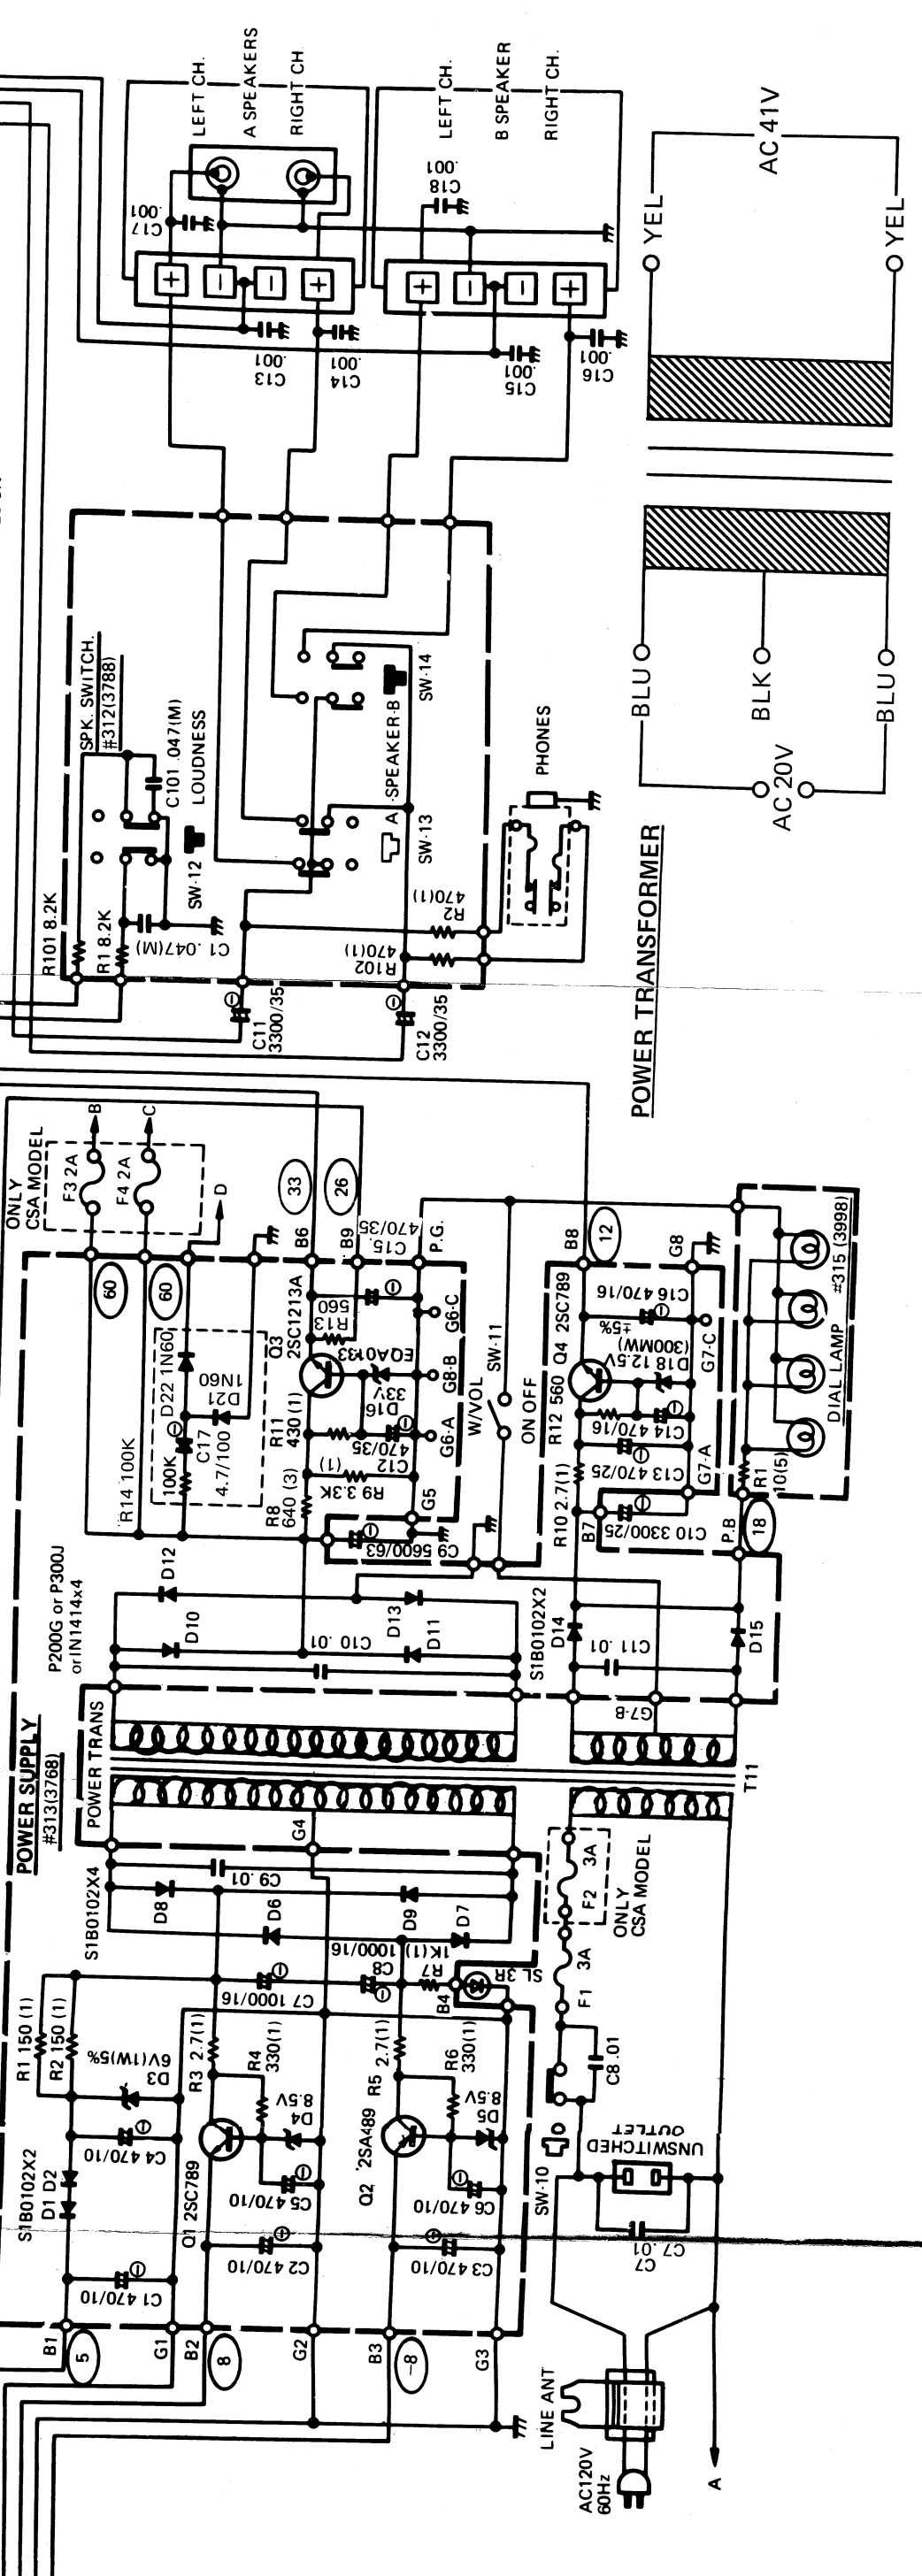 LEFT CH.
A SPEAKERS
RIGHT CH
LEFT CH.
B SPEAKER
RIGHT CH.
C17 .001
C18 .001
C13 .001
C14 .001
C15 .001
C16 .001
YEL
AC 41V
YEL
BLU
BLK
BLU
AC 20V
POWER TRANSFORMER
SPK. SWITCH.
#312(3788)
C101 .047(M)
LOUDNESS
SW-12
R101 8.2K
R1 8.2K
C1 .047(M)
A SPEAKER-B
SW-13
SW-14
PHONES
R2
470(1)
R102
470(1)
C11
3300/35
C12
3300/35
ONLY
CSA MODEL
F3 2A
F4 2A
B
C
D
60
60
33
26
B6
B9
P.G.
C15
470/35
Q3
2SC1213A
R13
560
EQA01-33
33V
D16
R11
430 (1)
C12
470/35
R9 3.3K (1)
R8
640 (3)
C9 5600/63
G5
G6-A
G8-B
G6-C
D22 1N60
1N60
D21
C17
4.7/100
100K
R14 100K
SW-11
W/VOL
ON OFF
B8
12
G8
Q4 2SC789
C16 470/16
±5%
(300MW)
D18 12.5V
R12 560
C14 470/16
C13 470/25
G7-C
G7-A
R10 2.7(1)
B7
C10 3300/25
P.B
18
R1
10(5)
DIAL LAMP
#315 (3998)
P200G or P300J
or IN1414x4
D12
D10
D13
D11
C10 .01
S1B0102X2
D14
C11 .01
D15
G7-B
POWER SUPPLY
#313(3768)
POWER TRANS
G4
T11
S1B0102X4
C9 .01
D8
D6
D9
D7
1K(1)
R7
1000/16
C8
C7 1000/16
B4
SL 3R
F2 3A
ONLY
CSA MODEL
F1 3A
C8 .01
SW-10
UNSWITCHED
OUTLET
C7 .01
C7
R1 150 (1)
R2 150 (1)
6V(1W)5%
D3
R3 2.7(1)
R4
330(1)
8.5V
D4
R5 2.7(1)
R6
330(1)
8.5V
D5
S1B0102X2
D1 D2
C4 470/10
Q1 2SC789
C5 470/10
Q2 2SA489
C6 470/10
C1 470/10
C2 470/10
C3 470/10
B1
5
G1
B2
8
G2
B3
-8
G3
LINE ANT
AC120V
60Hz
A